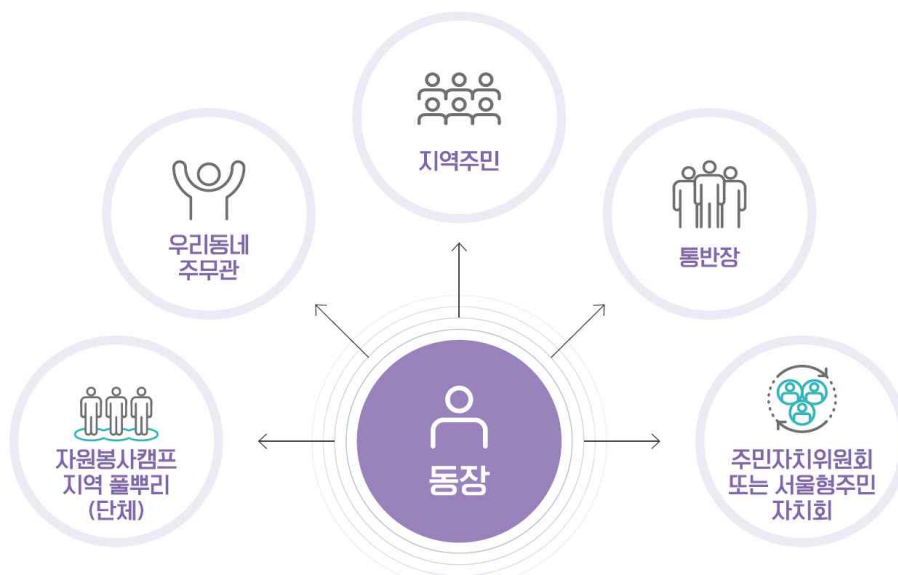 지역주민
우리동네
주무관
통반장
자원봉사캠프
지역 풀뿌리
(단체)
동장
주민자치위원회
또는 서울형주민
자치회